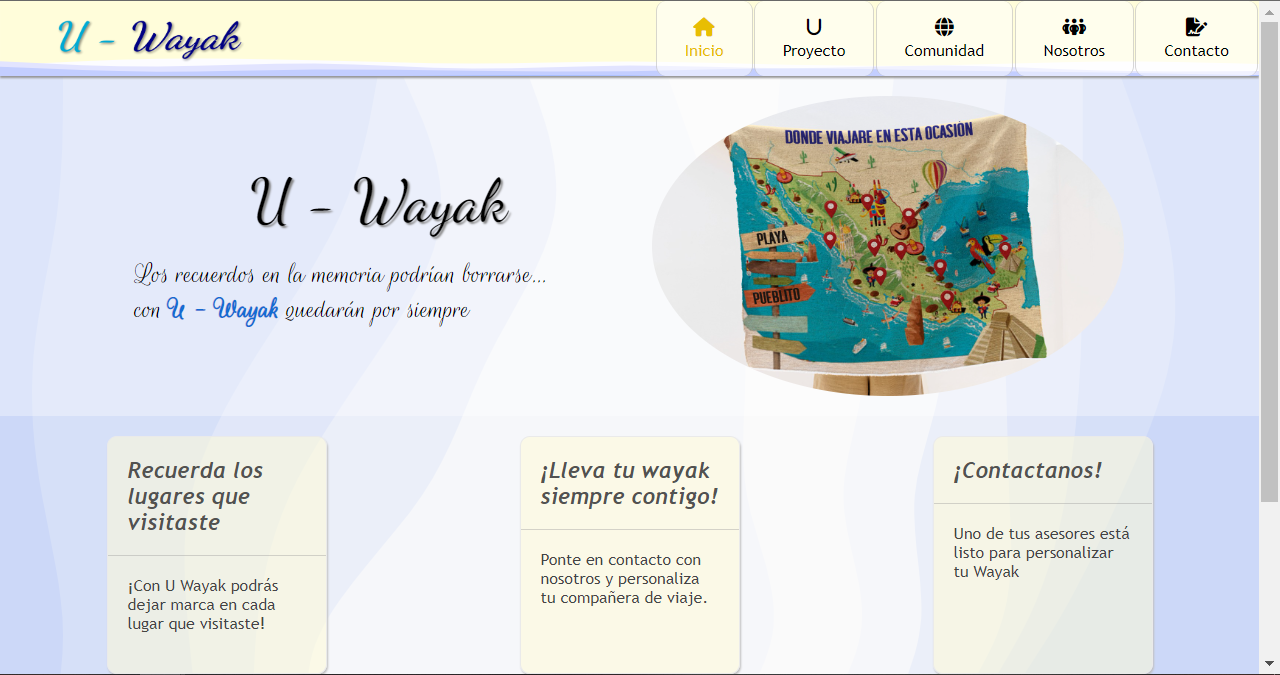 U - Wayak
Inicio
Proyecto
Comunidad
Nosotros
Contacto
U - Wayak
Los recuerdos en la memoria podrían borrarse...
con U - Wayak quedarán por siempre
DONDE VIAJARE EN ESTA OCASIÓN
PLAYA
PUEBLITO
Recuerda los
lugares que
visitaste
¡Con U Wayak podrás
dejar marca en cada
lugar que visitaste!
¡Lleva tu wayak
siempre contigo!
Ponte en contacto con
nosotros y personaliza
tu compañera de viaje.
¡Contactanos!
Uno de tus asesores está
listo para personalizar
tu Wayak